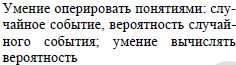 Умение оперировать понятиями: слу-
чайное событие, вероятность случай-
ного события; умение вычислять
вероятность